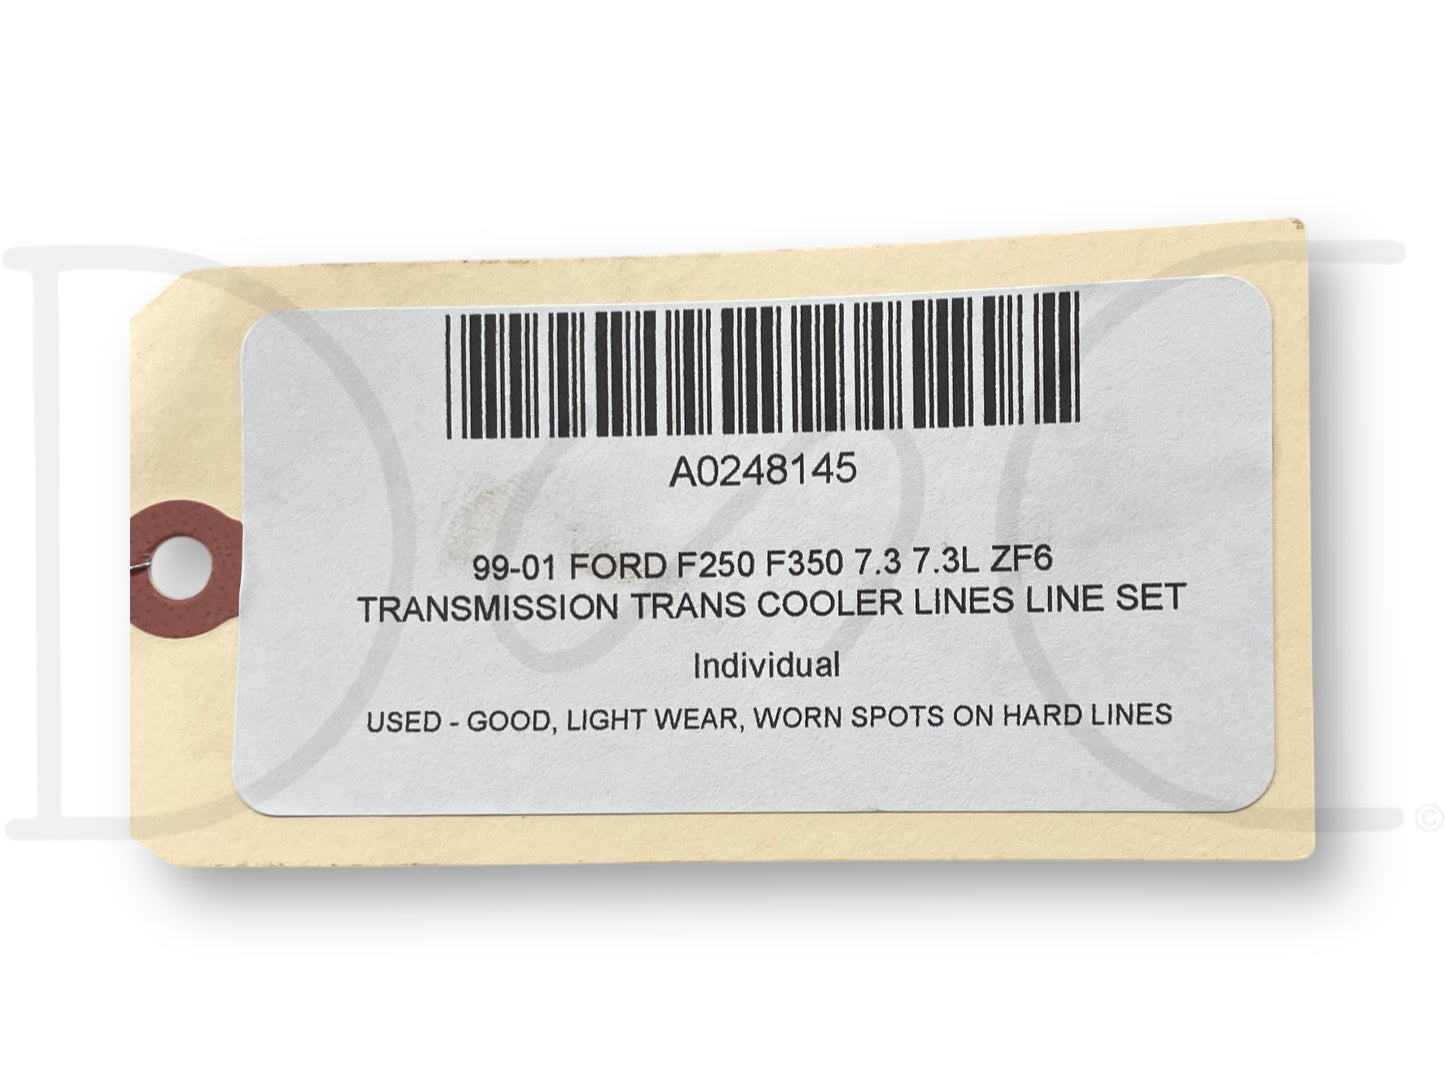 A0248145
99-01 FORD F250 F350 7.3 7.3L ZF6
TRANSMISSION TRANS COOLER LINES LINE SET
Individual
USED - GOOD, LIGHT WEAR, WORN SPOTS ON HARD LINES
©